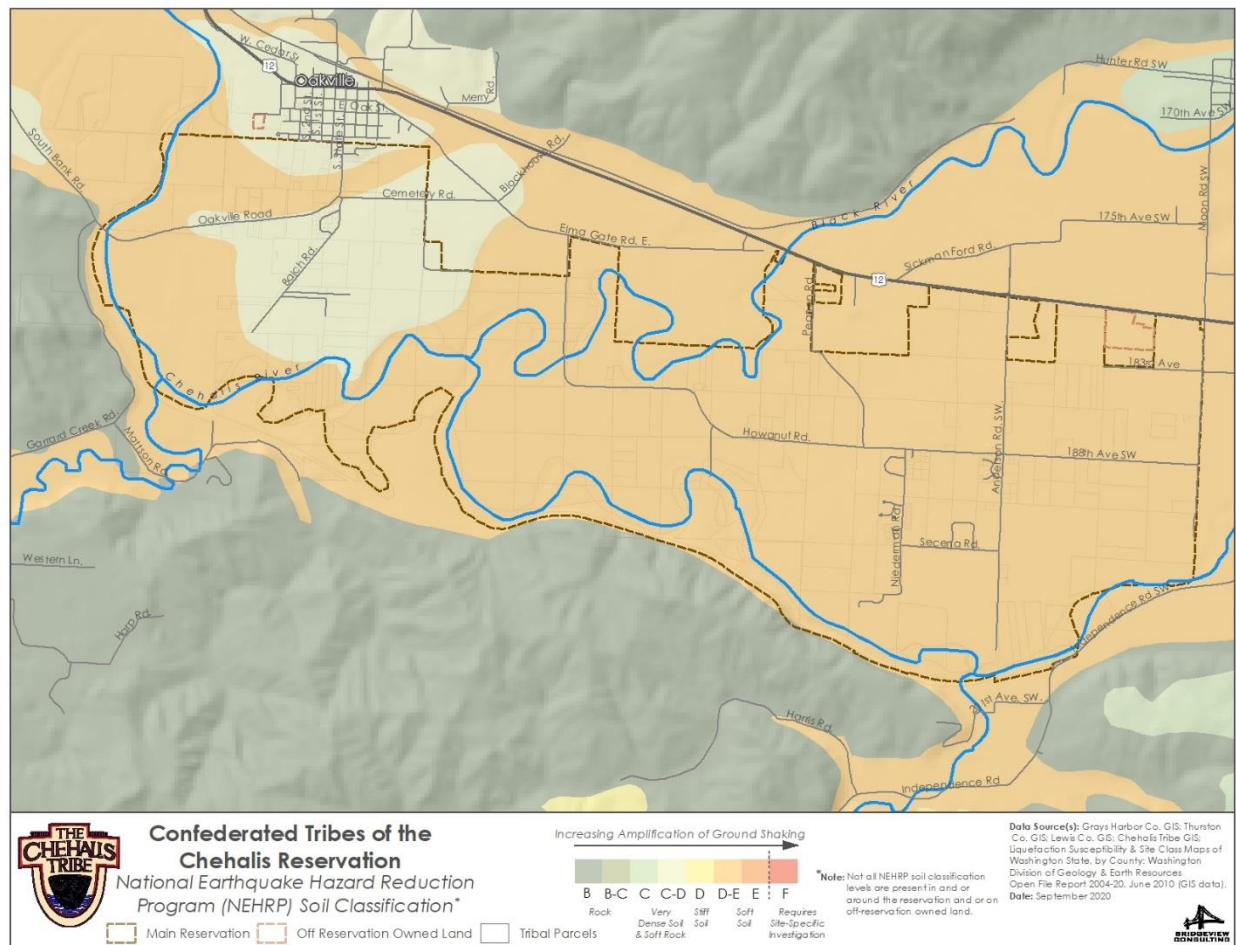 W. Cedar St.
12
Oakville
Merry Rd.
E. Oak St.
S. 2nd St.
S. 1st St.
S. State St.
Hunter Rd SW
170th Ave SW
South Bank Rd.
Blockhouse Rd.
Cemetery Rd.
Oakville Road
Balch Rd.
Elma Gate Rd. E.
Black River
Moon Rd SW
175th Ave SW
Sickman Ford Rd.
12
183rd Ave
Chehalis River
Garrard Creek Rd.
Mattson Rd.
Howanut Rd.
188th Ave SW
Anderson Rd. SW.
Niederman Rd.
Secena Rd.
Western Ln.
Harp Rd.
Independence Rd SW
Harris Rd.
Independence Rd
THE
CHEHALIS
TRIBE
Confederated Tribes of the
Chehalis Reservation
National Earthquake Hazard Reduction
Program (NEHRP) Soil Classification*
Main Reservation
Off Reservation Owned Land
Tribal Parcels
Increasing Amplification of Ground Shaking
B B-C C C-D D D-E E F
Rock
Very
Dense Soil
& Soft Rock
Stiff
Soil
Soft
Soil
Requires
Site-Specific
Investigation
*Note: Not all NEHRP soil classification
levels are present in and or
around the reservation and or on
off-reservation owned land.
Data Source(s): Grays Harbor Co. GIS; Thurston
Co. GIS; Lewis Co. GIS; Chehalis Tribe GIS;
Liquefaction Susceptibility & Site Class Maps of
Washington State, by County: Washington
Division of Geology & Earth Resources
Open File Report 2004-20, June 2010 (GIS data).
Date: September 2020
BRIDGEVIEW
CONSULTING